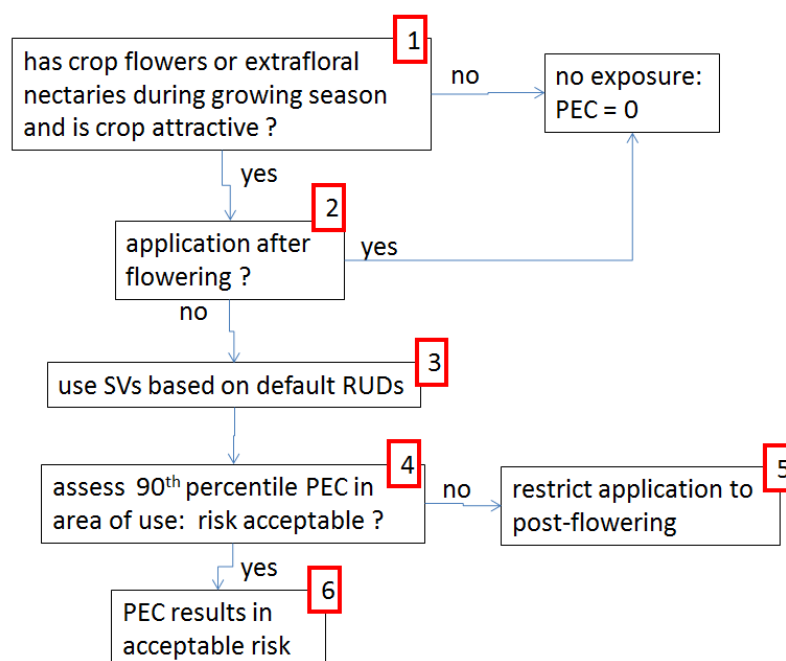 1
has crop flowers or extrafloral
nectaries during growing season
and is crop attractive ?
no
no exposure:
PEC = 0
yes
2
application after
flowering ?
yes
no
3
use SVs based on default RUDs
4
assess 90th percentile PEC in
area of use: risk acceptable ?
no
5
restrict application to
post-flowering
yes
6
PEC results in
acceptable risk